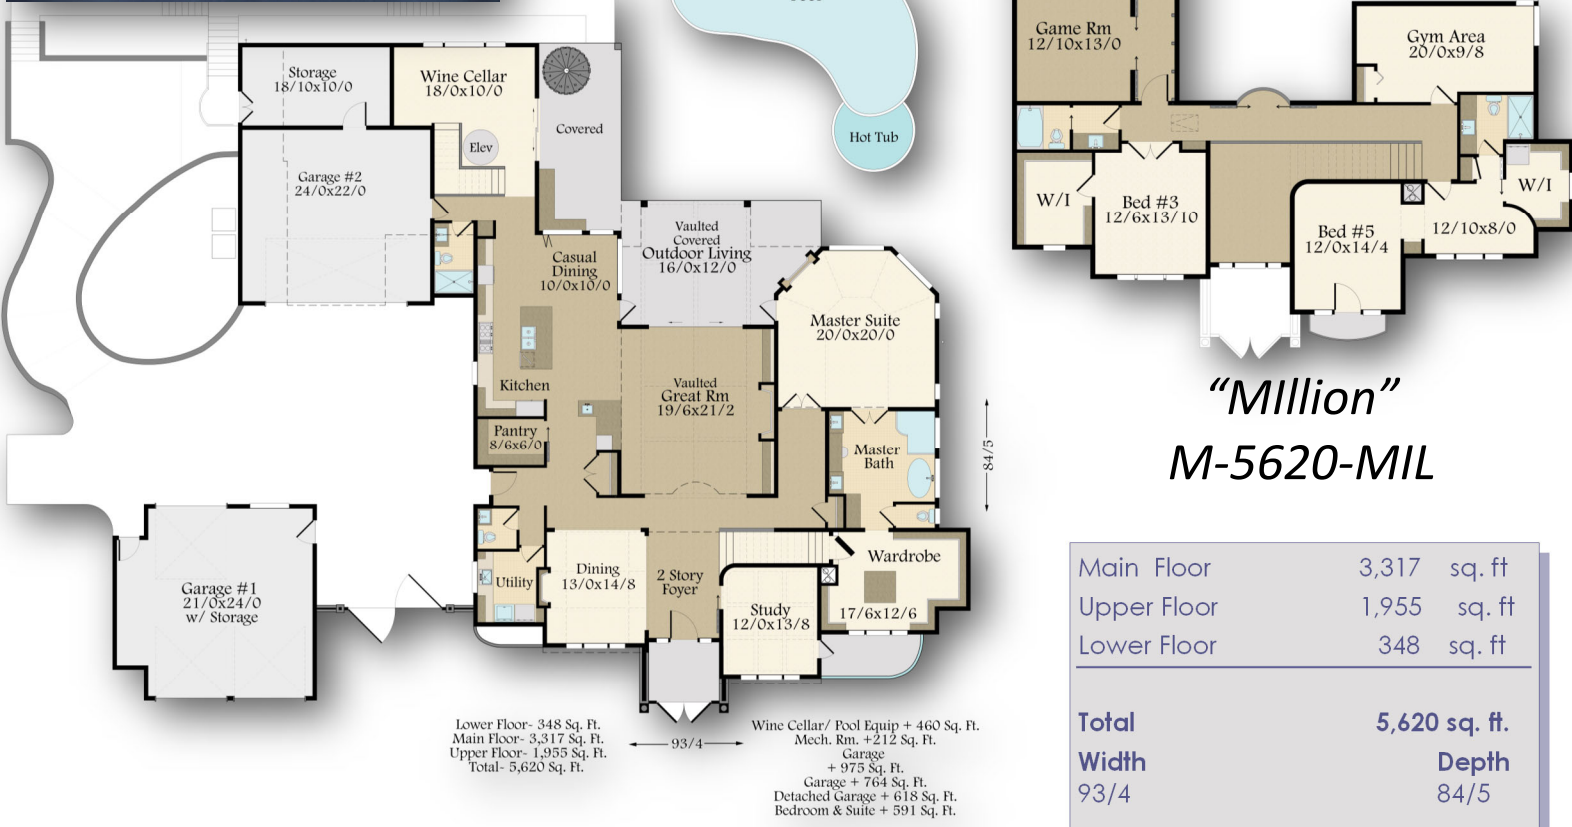 Storage
18/10x10/0
Wine Cellar
18/0x10/0
Covered
Elev
Hot Tub
Garage #2
24/0x22/0
Vaulted
Covered
Outdoor Living
16/0x12/0
Casual
Dining
10/0x10/0
Master Suite
20/0x20/0
Kitchen
Vaulted
Great Rm
19/6x21/2
Pantry
8/6x6/0
Master
Bath
84/5
Garage #1
21/0x24/0
w/ Storage
Utility
Dining
13/0x14/8
2 Story
Foyer
Study
12/0x13/8
Wardrobe
17/6x12/6
Lower Floor- 348 Sq. Ft.
Main Floor- 3,317 Sq. Ft.
Upper Floor- 1,955 Sq. Ft.
Total- 5,620 Sq. Ft.
93/4
Wine Cellar/ Pool Equip + 460 Sq. Ft.
Mech. Rm. +212 Sq. Ft.
Garage
+ 975 Sq. Ft.
Garage + 764 Sq. Ft.
Detached Garage + 618 Sq. Ft.
Bedroom & Suite + 591 Sq. Ft.
Game Rm
12/10x13/0
Gym Area
20/0x9/8
W/I
Bed #3
12/6x13/10
Bed #5
12/0x14/4
12/10x8/0
W/I
“MIllion”
M-5620-MIL
Main Floor 3,317 sq. ft
Upper Floor 1,955 sq. ft
Lower Floor 348 sq. ft
Total 5,620 sq. ft.
Width Depth
93/4 84/5